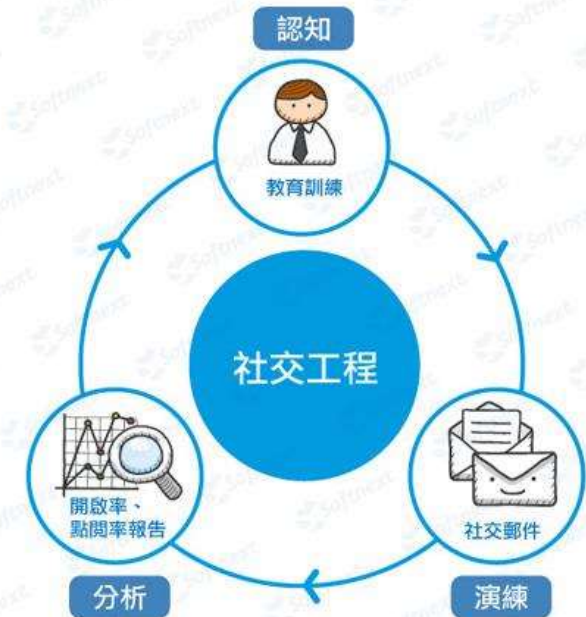 認知
教育訓練
社交工程
開啟率、
點閱率報告
分析
社交郵件
演練
Softnext